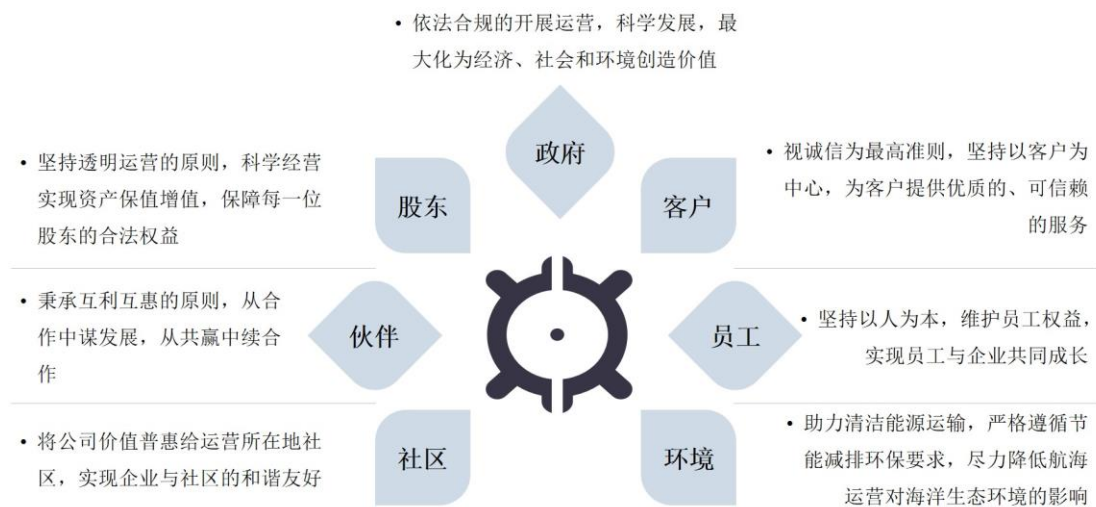 • 依法合规的开展运营，科学发展，最
大化为经济、社会和环境创造价值
政府
• 坚持透明运营的原则，科学经营
实现资产保值增值，保障每一位
股东的合法权益
股东
客户
• 视诚信为最高准则，坚持以客户为
中心，为客户提供优质的、可信赖
的服务
• 秉承互利互惠的原则，从合
作中谋发展，从共赢中续合
作
伙伴
员工
• 坚持以人为本，维护员工权益，
实现员工与企业共同成长
• 将公司价值普惠给运营所在地社
区，实现企业与社区的和谐友好
社区
环境
• 助力清洁能源运输，严格遵循节
能减排环保要求，尽力降低航海
运营对海洋生态环境的影响